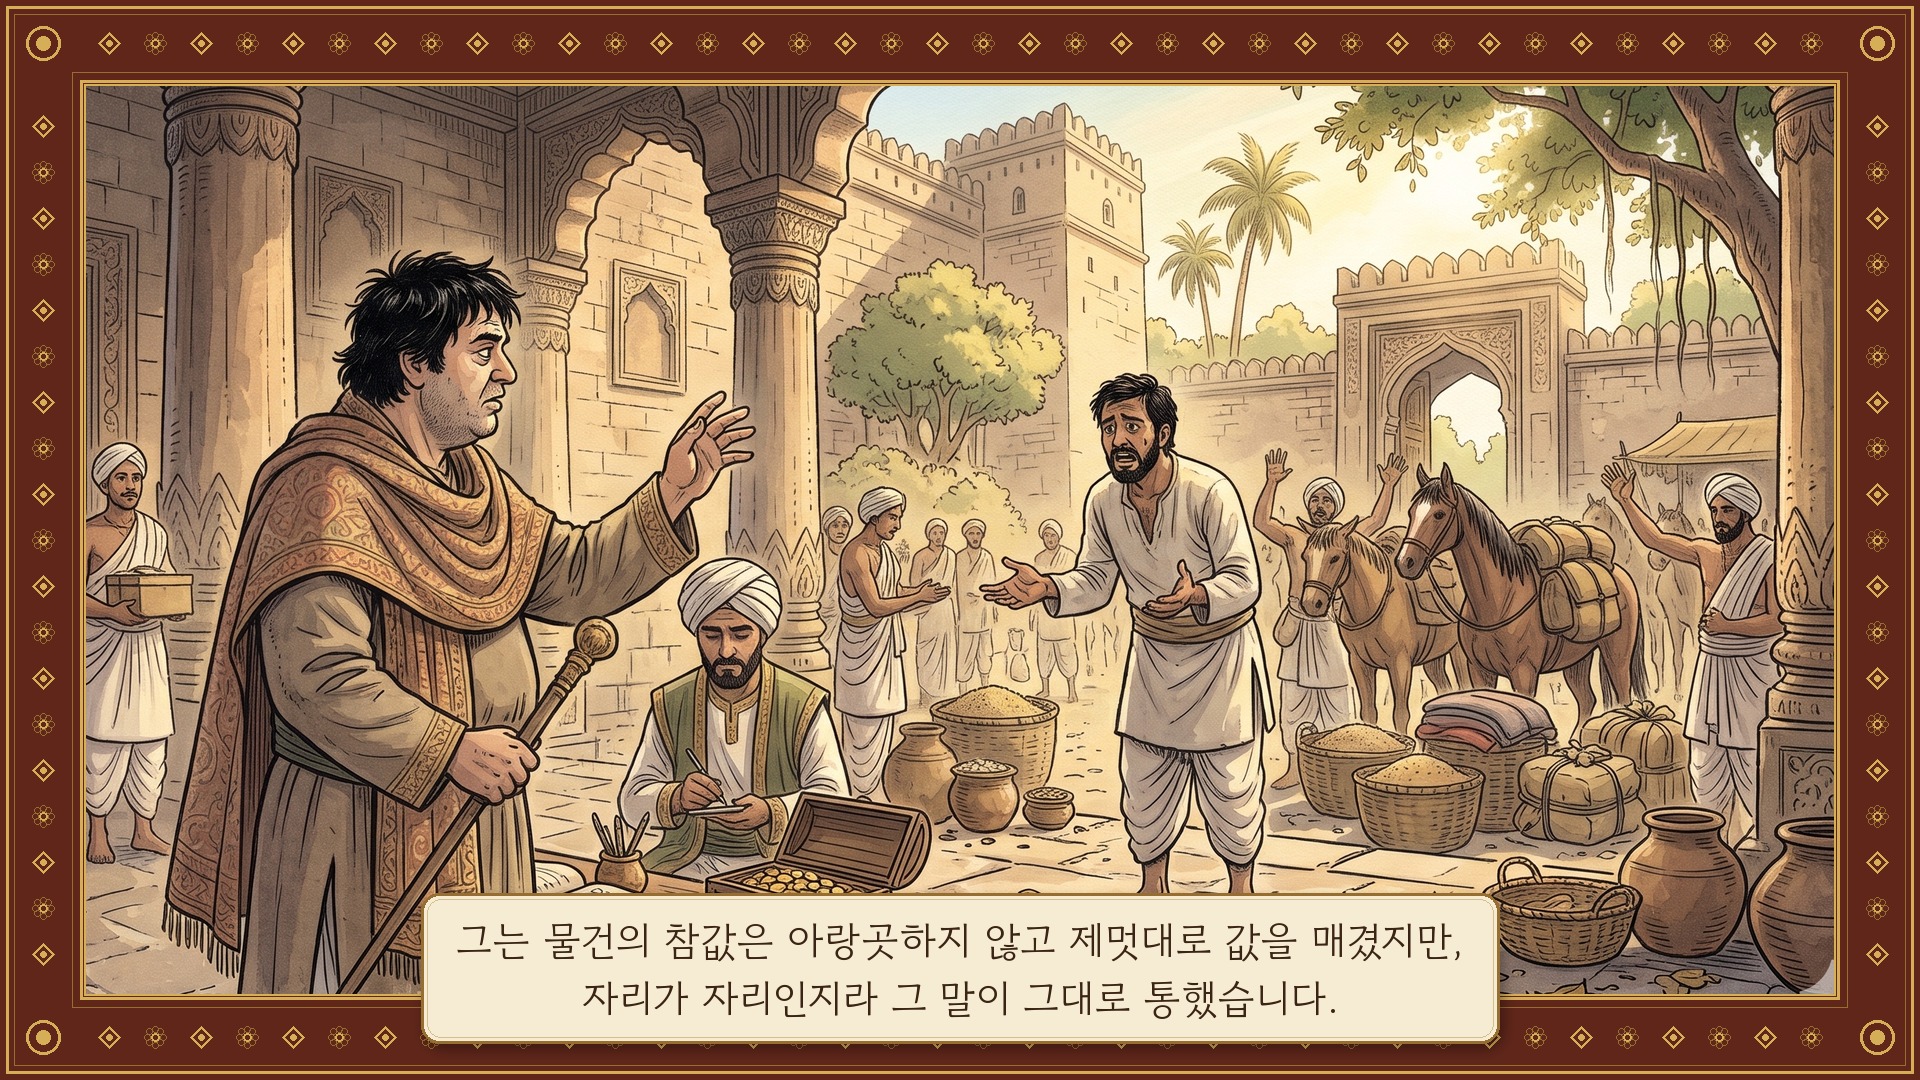 그는 물건의 참값은 아랑곳하지 않고 제멋대로 값을 매겼지만,
자리가 자리인지라 그 말이 그대로 통했습니다.